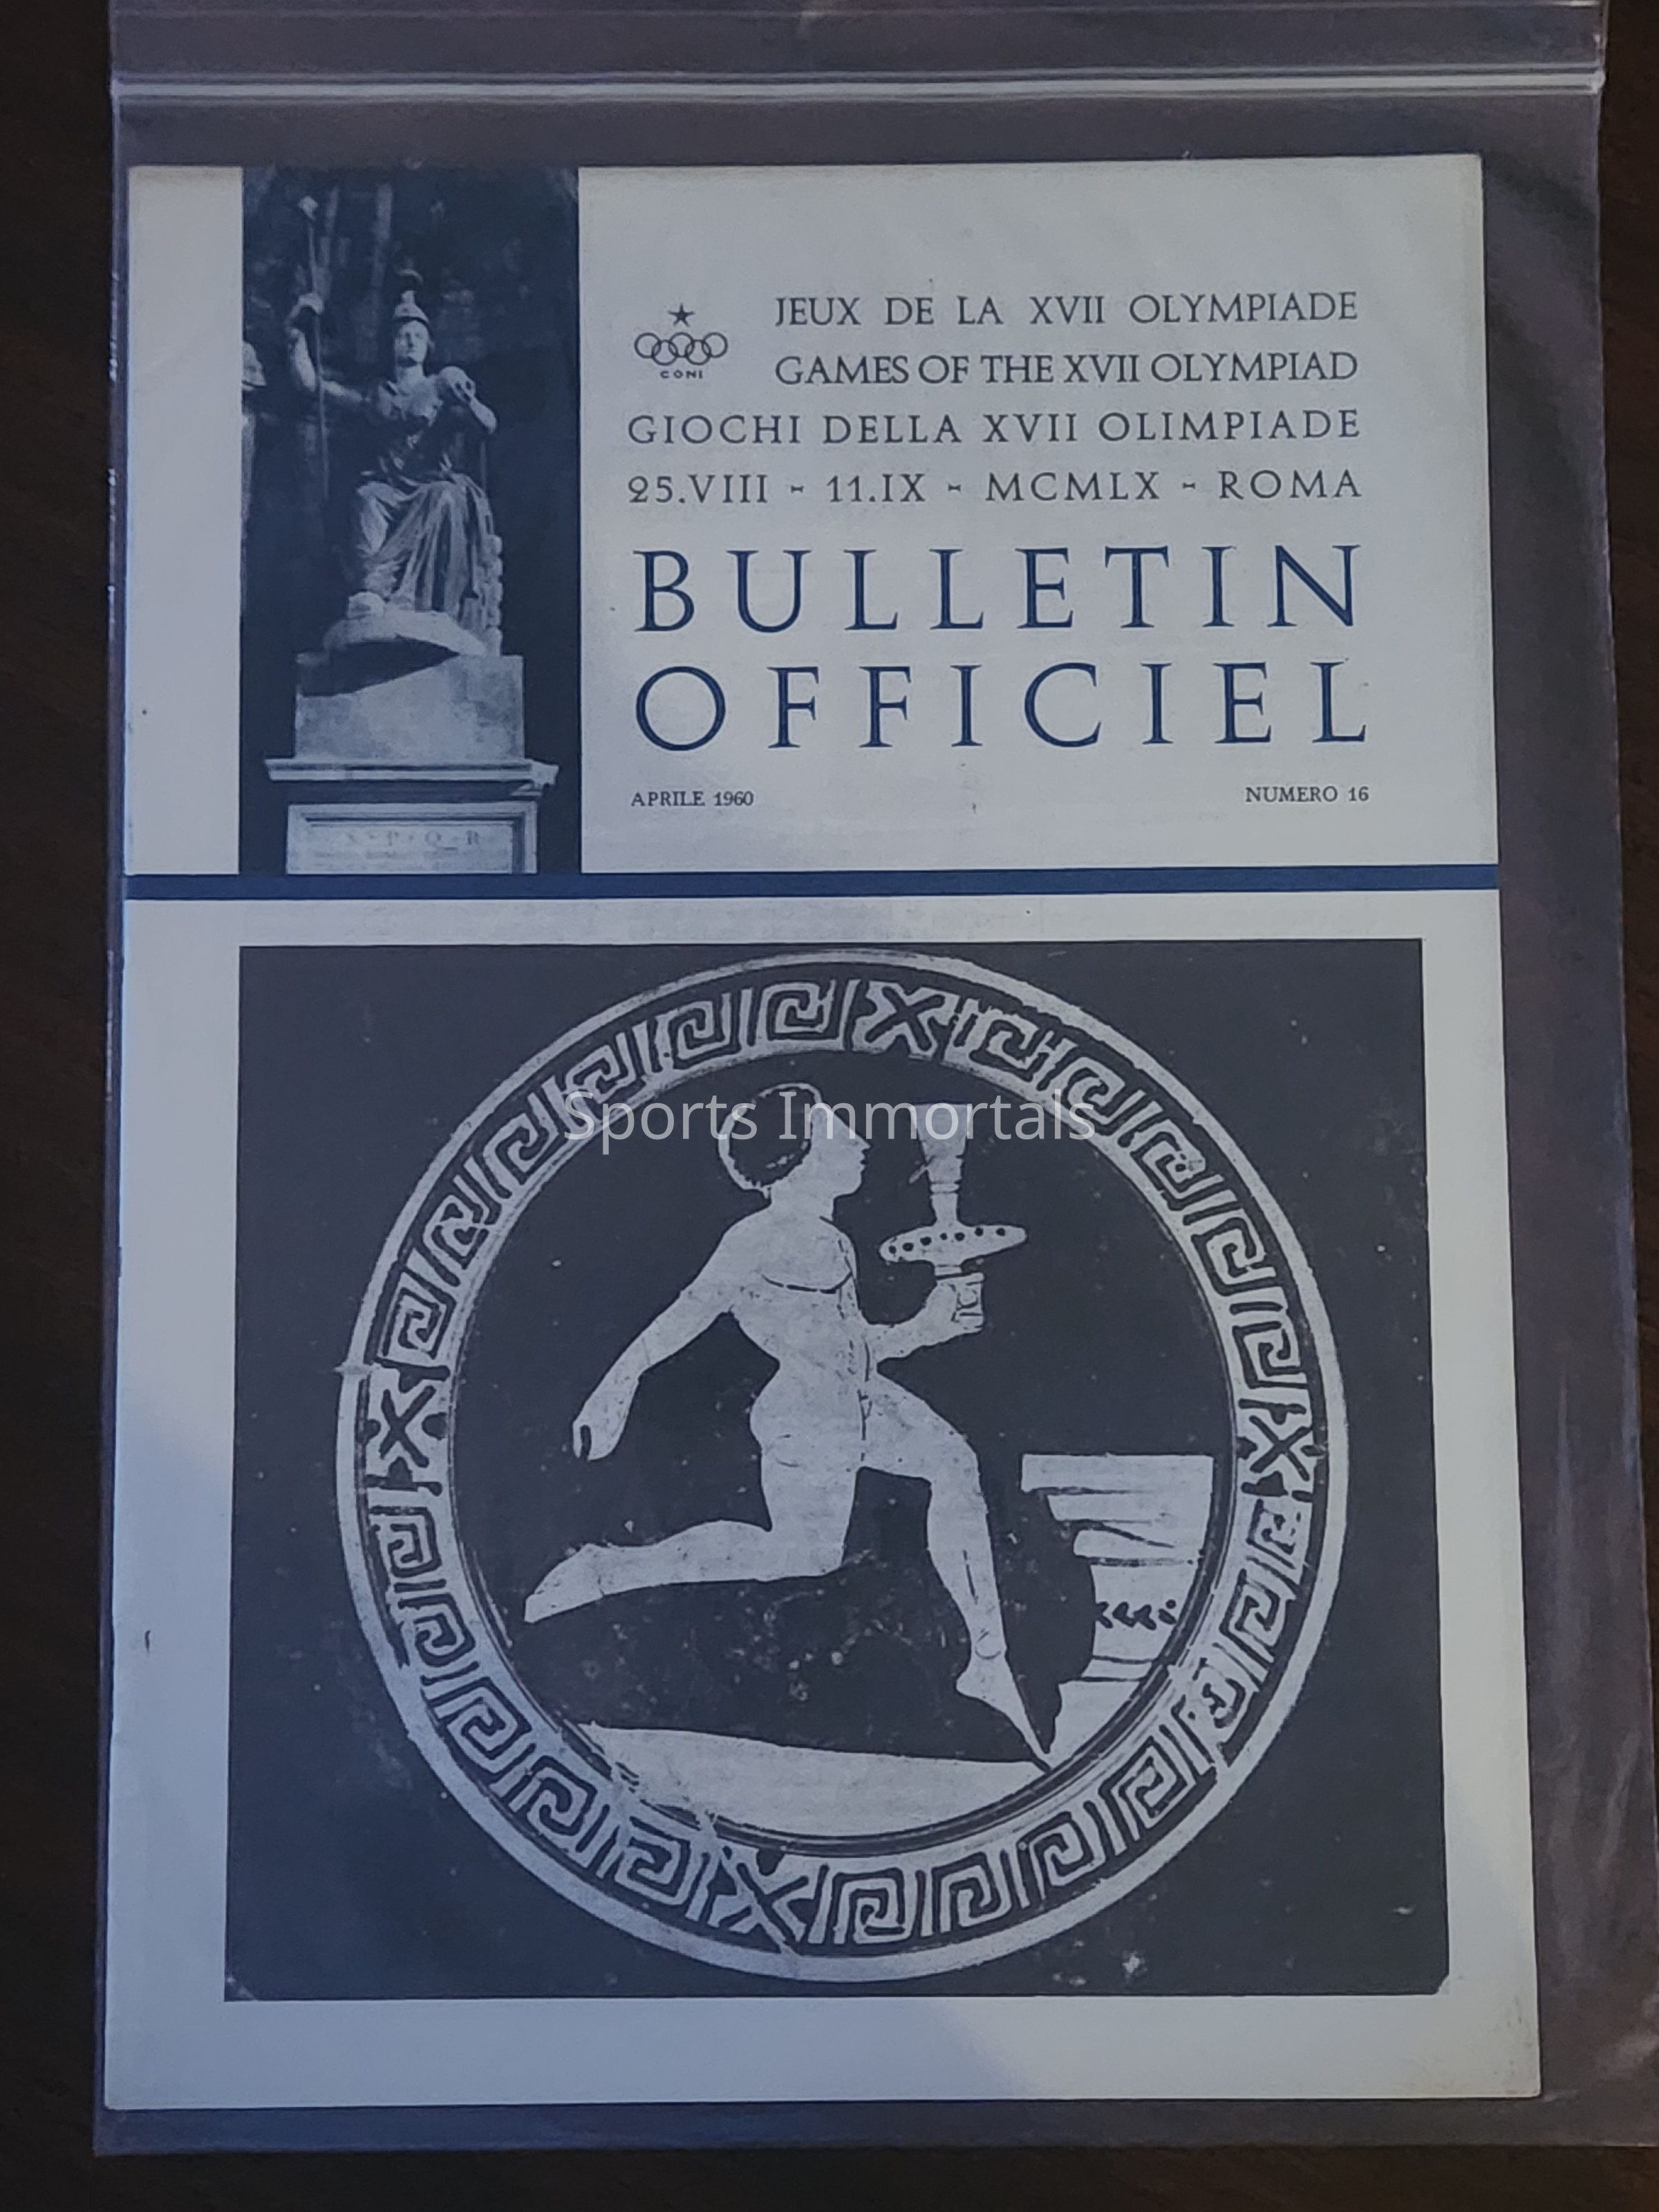 JEUX DE LA XVII OLYMPIADE
CONI
GAMES OF THE XVII OLYMPIAD
GIOCHI DELLA XVII OLIMPIADE
25.VIII - 11.IX - MCMLX - ROMA
BULLETIN
OFFICIEL
APRILE 1960 NUMERO 16
S·P·Q·R
Sports Immortals